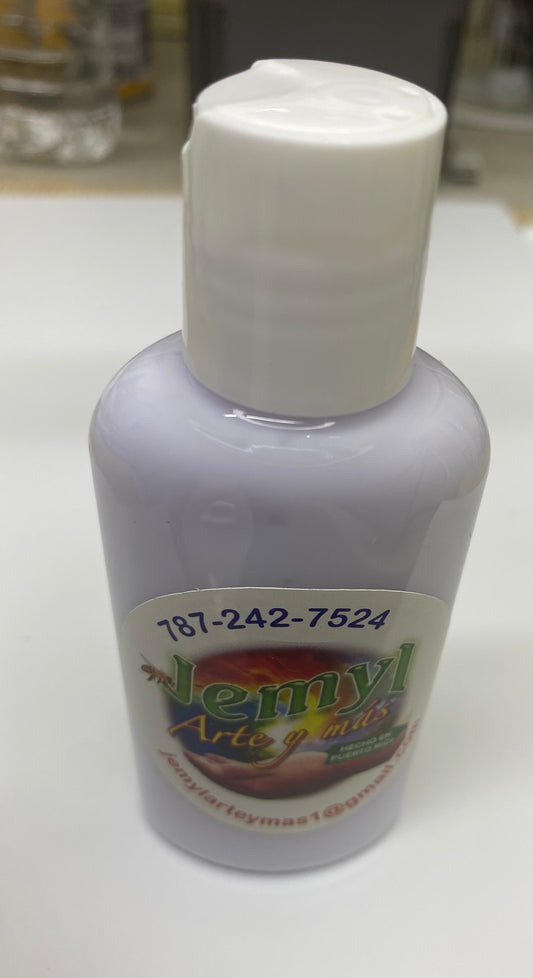 787-242-7524
Jemyl
Arte y más
HECHO EN
PUERTO RICO
jemylarteymas1@gmail.com